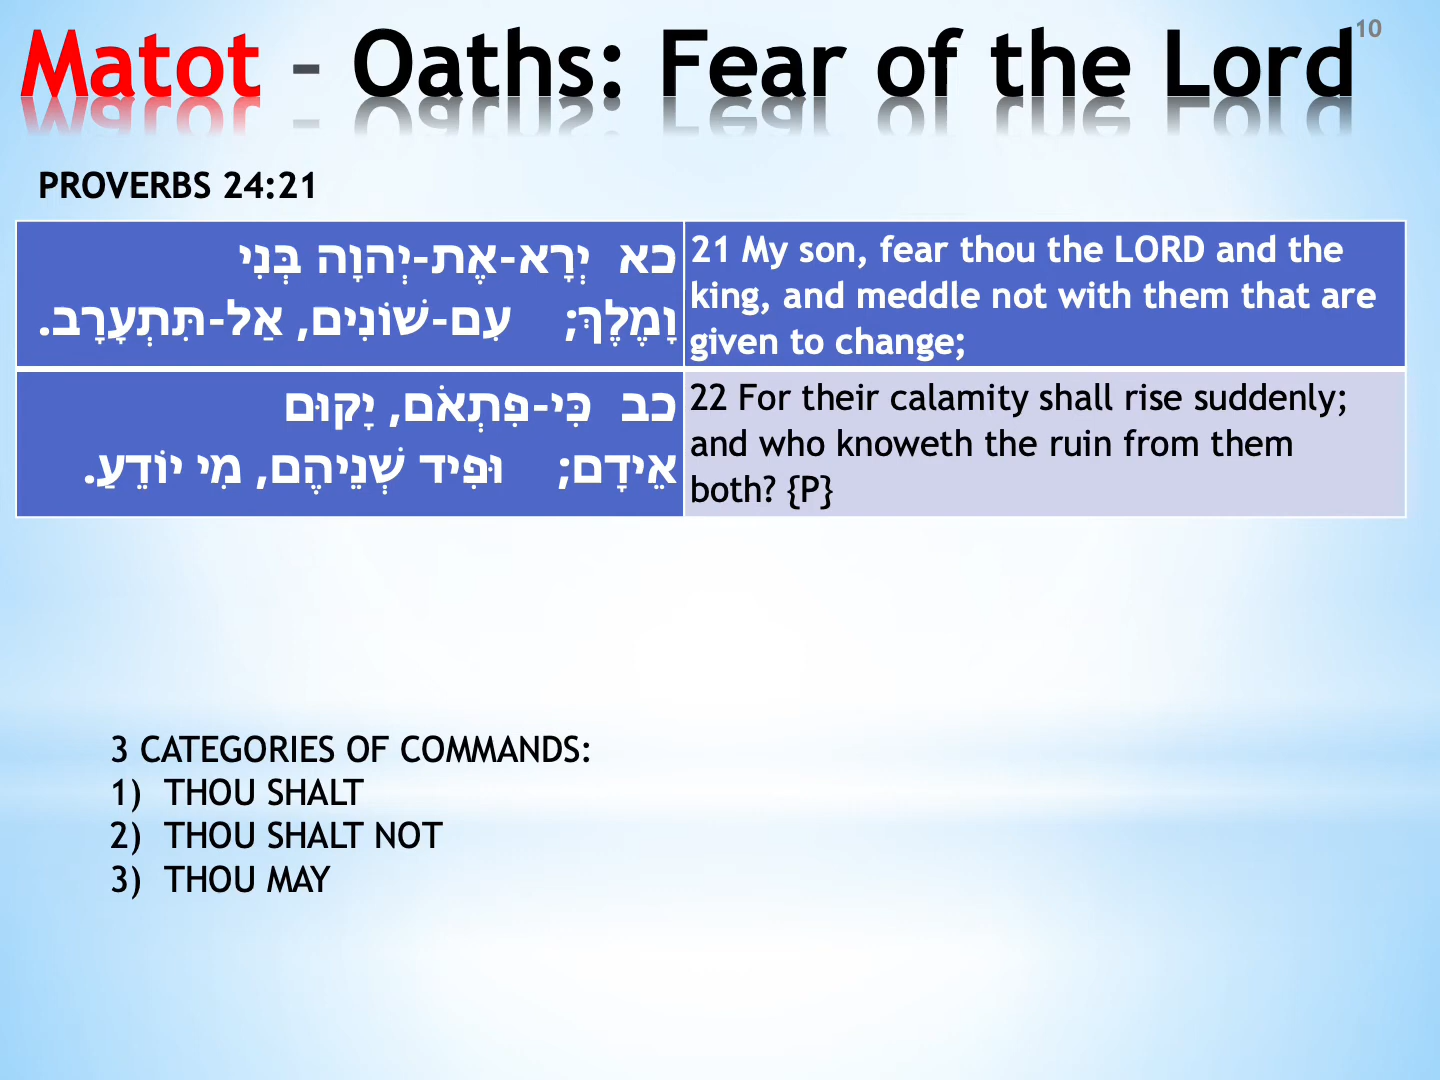 Matot – Oaths: Fear of the Lord
10
PROVERBS 24:21
כא  יְרָא-אֶת-יְהוָה בְּנִי
וָמֶלֶךְ;    עִם-שׁוֹנִים, אַל-תִּתְעָרָב.
21 My son, fear thou the LORD and the
king, and meddle not with them that are
given to change;
כב  כִּי-פִתְאֹם, יָקוּם
אֵידָם;    וּפִיד שְׁנֵיהֶם, מִי יוֹדֵעַ.
22 For their calamity shall rise suddenly;
and who knoweth the ruin from them
both? {P}
3 CATEGORIES OF COMMANDS:
1) THOU SHALT
2) THOU SHALT NOT
3) THOU MAY